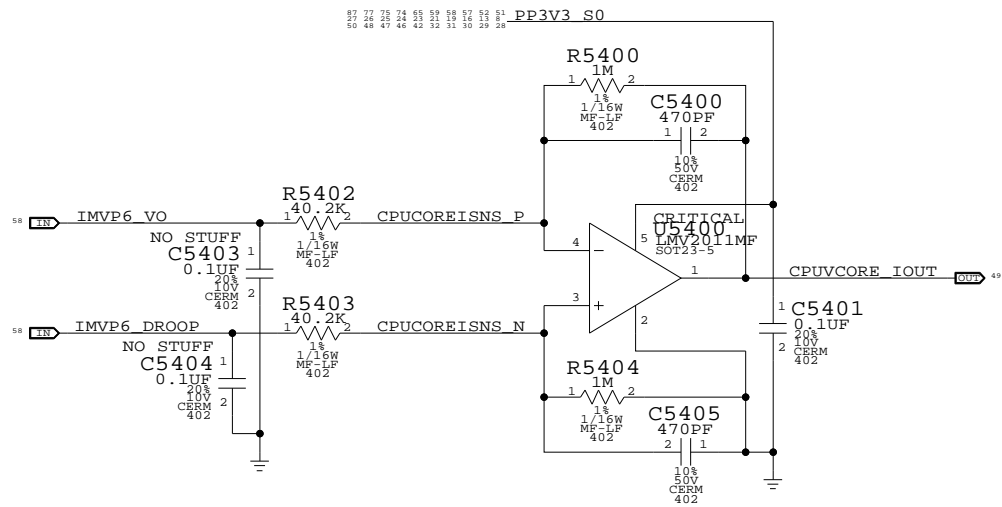 87 77 75 74 65 59 58 57 52 51
27 26 25 24 23 21 19 16 13 8
50 48 47 46 42 32 31 30 29 28
PP3V3_S0
R5400
1M
1 2
1%
1/16W
MF-LF
402
C5400
470PF
1 2
10%
50V
CERM
402
58 IN IMVP6_VO
R5402
40.2K
1 2
1%
1/16W
MF-LF
402
CPUCOREISNS_P
NO STUFF
C5403
0.1UF
20%
10V
CERM
402
1
2
CRITICAL
U5400
LMV2011MF
SOT23-5
4
5
3
1
2
CPUVCORE_IOUT OUT 49
58 IN IMVP6_DROOP
R5403
40.2K
1 2
1%
1/16W
MF-LF
402
CPUCOREISNS_N
NO STUFF
C5404
0.1UF
20%
10V
CERM
402
1
2
C5401
0.1UF
20%
10V
CERM
402
1
2
R5404
1M
1 2
1%
1/16W
MF-LF
402
C5405
470PF
2 1
10%
50V
CERM
402